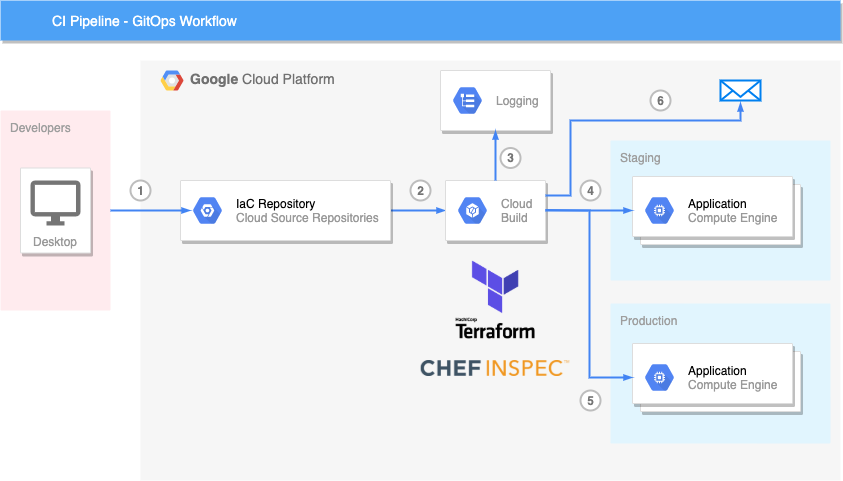 CI Pipeline - GitOps Workflow
Google Cloud Platform
Developers
Desktop
1
IaC Repository
Cloud Source Repositories
2
Logging
3
Cloud
Build
HashiCorp
Terraform
CHEF INSPEC™
6
4
Staging
Application
Compute Engine
Production
Application
Compute Engine
5